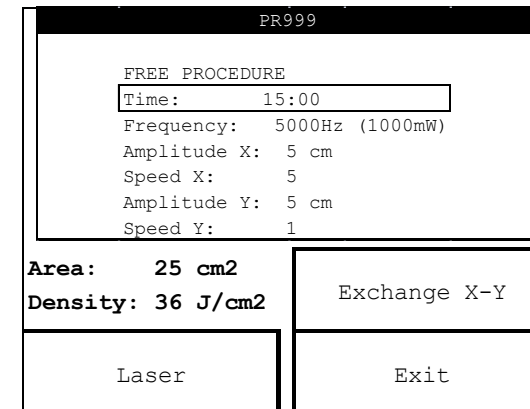 PR999
FREE PROCEDURE
Time: 15:00
Frequency: 5000Hz (1000mW)
Amplitude X: 5 cm
Speed X: 5
Amplitude Y: 5 cm
Speed Y: 1
Area: 25 cm2
Density: 36 J/cm2
Exchange X-Y
Laser
Exit